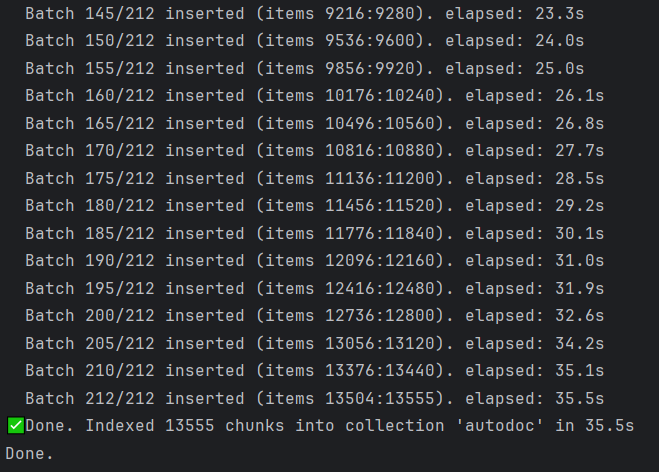 Batch 145/212 inserted (items 9216:9280). elapsed: 23.3s
Batch 150/212 inserted (items 9536:9600). elapsed: 24.0s
Batch 155/212 inserted (items 9856:9920). elapsed: 25.0s
Batch 160/212 inserted (items 10176:10240). elapsed: 26.1s
Batch 165/212 inserted (items 10496:10560). elapsed: 26.8s
Batch 170/212 inserted (items 10816:10880). elapsed: 27.7s
Batch 175/212 inserted (items 11136:11200). elapsed: 28.5s
Batch 180/212 inserted (items 11456:11520). elapsed: 29.2s
Batch 185/212 inserted (items 11776:11840). elapsed: 30.1s
Batch 190/212 inserted (items 12096:12160). elapsed: 31.0s
Batch 195/212 inserted (items 12416:12480). elapsed: 31.9s
Batch 200/212 inserted (items 12736:12800). elapsed: 32.6s
Batch 205/212 inserted (items 13056:13120). elapsed: 34.2s
Batch 210/212 inserted (items 13376:13440). elapsed: 35.1s
Batch 212/212 inserted (items 13504:13555). elapsed: 35.5s
✅Done. Indexed 13555 chunks into collection 'autodoc' in 35.5s
Done.